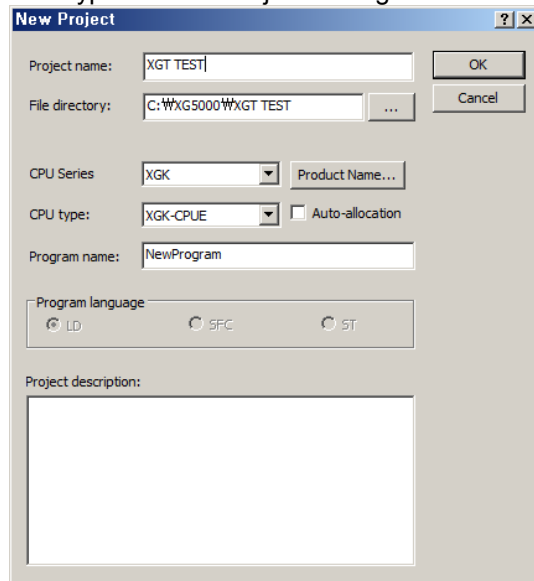 New Project
Project name: XGT TEST OK
File directory: C:₩XG5000₩XGT TEST ... Cancel
CPU Series XGK Product Name...
CPU type: XGK-CPUE Auto-allocation
Program name: NewProgram
Program language
LD SFC ST
Project description: